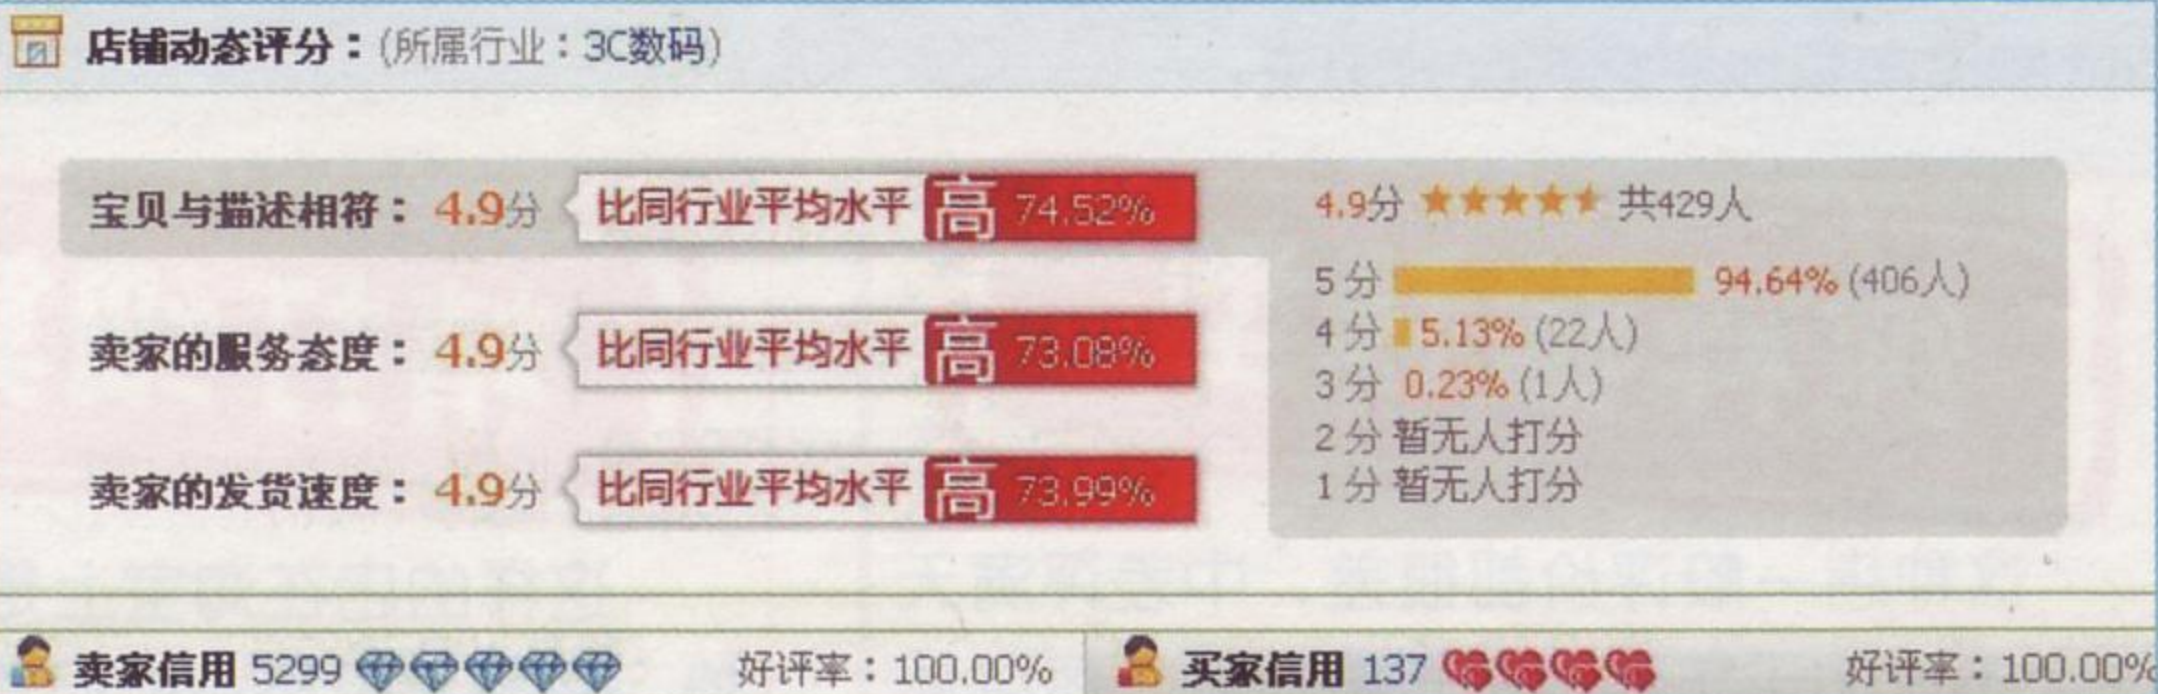 店铺动态评分：(所属行业：3C数码)
宝贝与描述相符：4.9分 比同行业平均水平 高 74.52%
卖家的服务态度：4.9分 比同行业平均水平 高 73.08%
卖家的发货速度：4.9分 比同行业平均水平 高 73.99%
4.9分 共429人
5分 94.64% (406人)
4分 5.13% (22人)
3分 0.23% (1人)
2分 暂无人打分
1分 暂无人打分
卖家信用 5299 好评率：100.00%
买家信用 137 好评率：100.00%